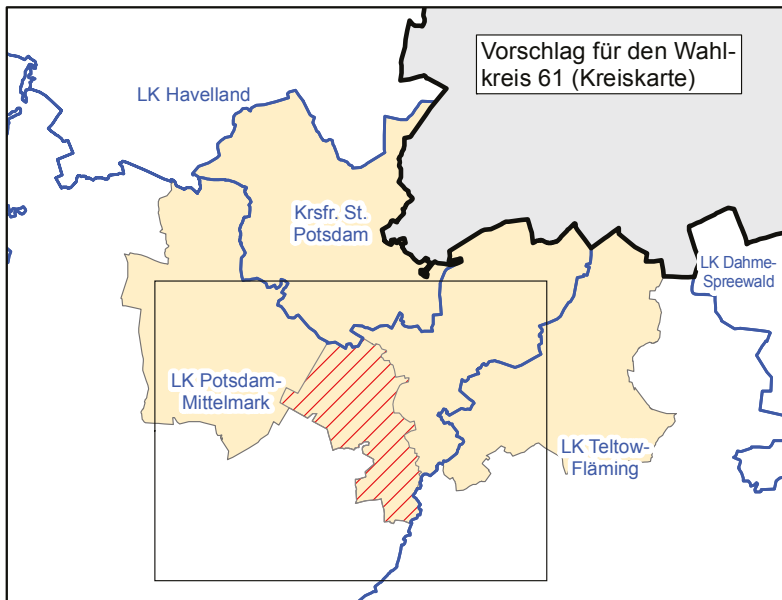 Vorschlag für den Wahl-
kreis 61 (Kreiskarte)
LK Havelland
Krsfr. St.
Potsdam
LK Dahme-
Spreewald
LK Potsdam-
Mittelmark
LK Teltow-
Fläming